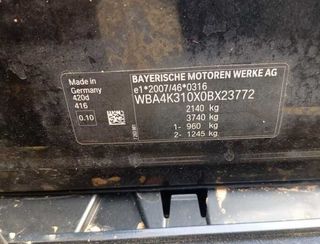 Made in
Germany
420d
416
0.10
BAYERISCHE MOTOREN WERKE AG
e1*2007/46*0316
WBA4K310X0BX23772
2140 kg
3740 kg
1- 960 kg
2- 1245 kg